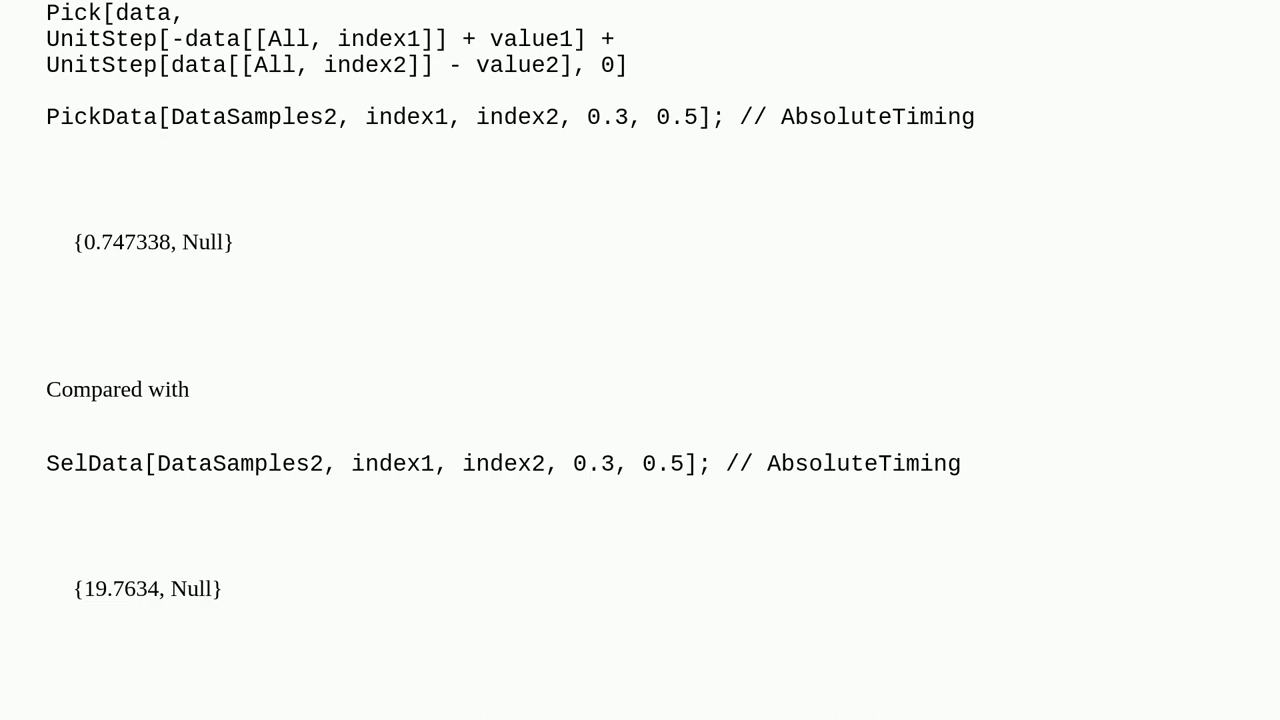 Pick[data,
UnitStep[-data[[All, index1]] + value1] +
UnitStep[data[[All, index2]] - value2], 0]
PickData[DataSamples2, index1, index2, 0.3, 0.5]; // AbsoluteTiming
{0.747338, Null}
Compared with
SelData[DataSamples2, index1, index2, 0.3, 0.5]; // AbsoluteTiming
{19.7634, Null}